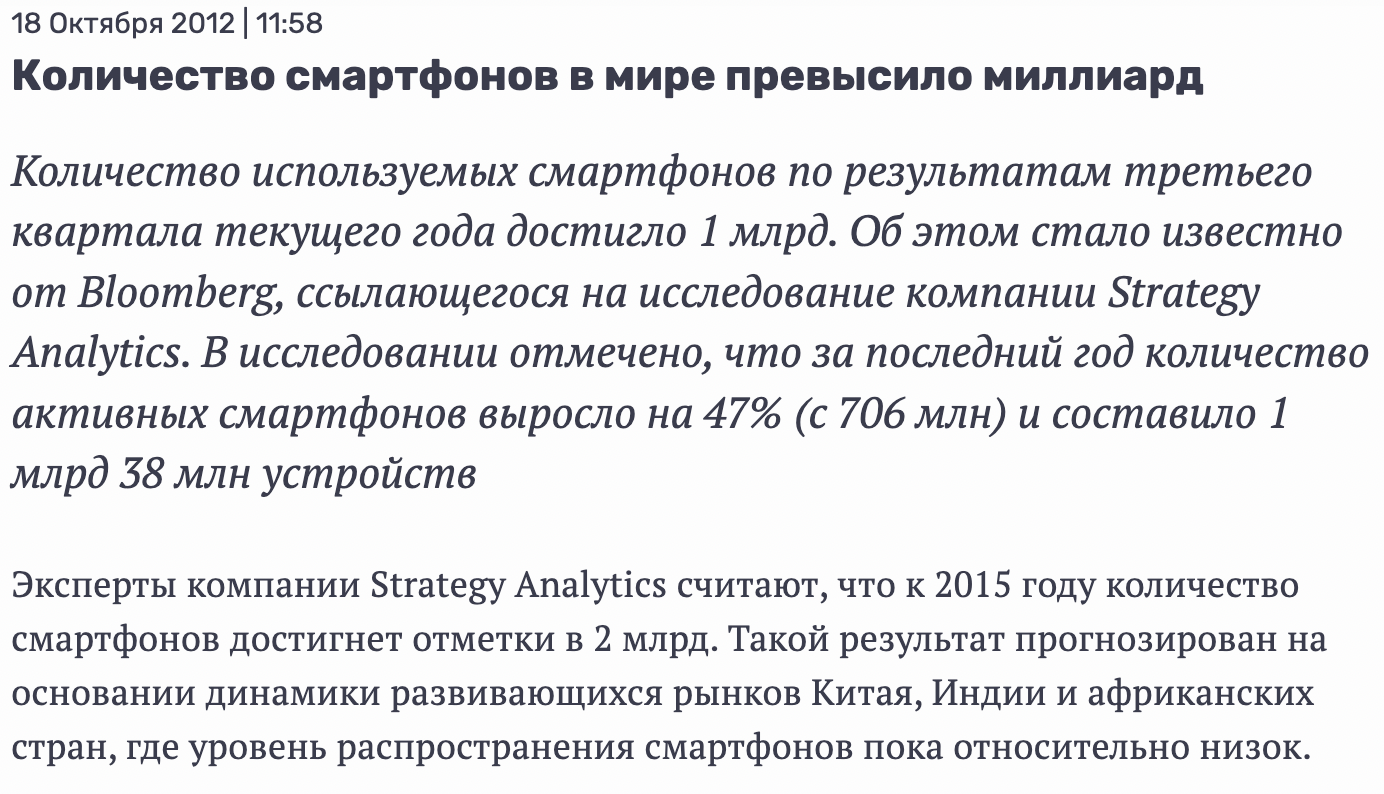 18 Октября 2012 | 11:58
Количество смартфонов в мире превысило миллиард
Количество используемых смартфонов по результатам третьего
квартала текущего года достигло 1 млрд. Об этом стало известно
от Bloomberg, ссылающегося на исследование компании Strategy
Analytics. В исследовании отмечено, что за последний год количество
активных смартфонов выросло на 47% (с 706 млн) и составило 1
млрд 38 млн устройств
Эксперты компании Strategy Analytics считают, что к 2015 году количество
смартфонов достигнет отметки в 2 млрд. Такой результат прогнозирован на
основании динамики развивающихся рынков Китая, Индии и африканских
стран, где уровень распространения смартфонов пока относительно низок.